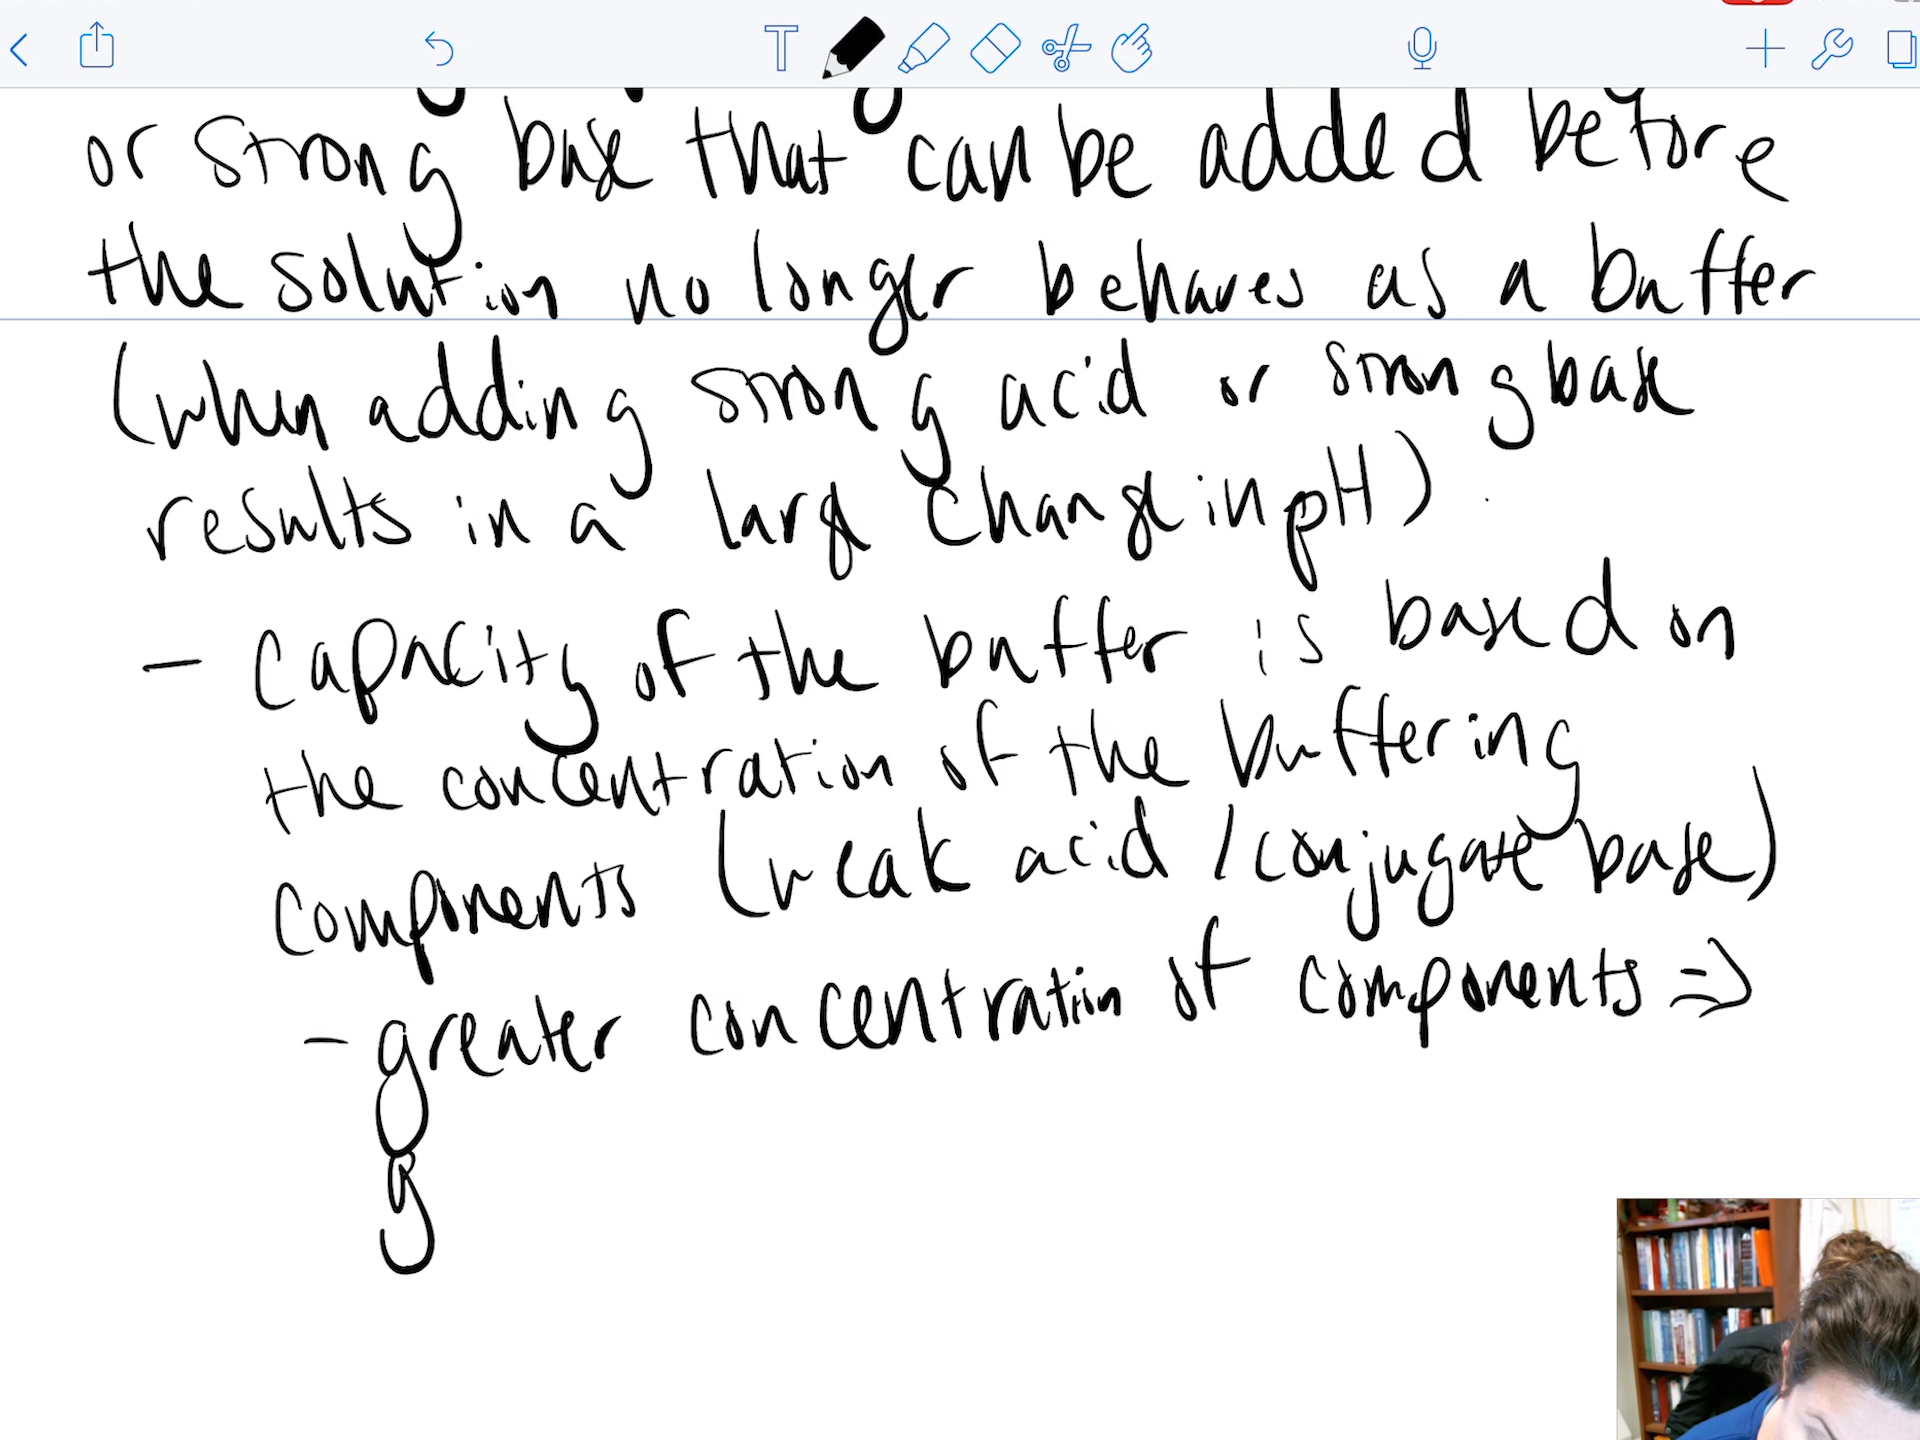 or strong base that can be added before
the solution no longer behaves as a buffer
(when adding strong acid or strong base
results in a large change in pH).
- capacity of the buffer is based on
the concentration of the buffering
components (weak acid / conjugate base)
- greater concentration of components =>
g